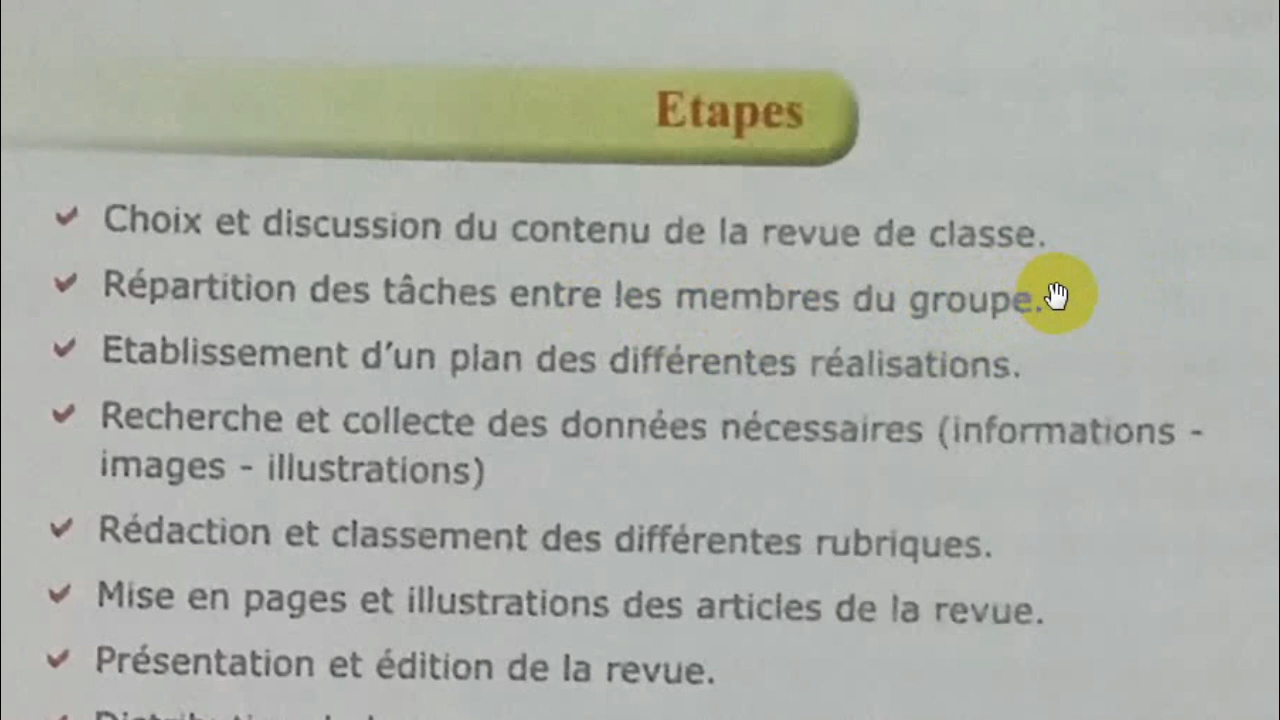 Etapes
Choix et discussion du contenu de la revue de classe.
Répartition des tâches entre les membres du groupe.
Etablissement d'un plan des différentes réalisations.
Recherche et collecte des données nécessaires (informations -
images - illustrations)
Rédaction et classement des différentes rubriques.
Mise en pages et illustrations des articles de la revue.
Présentation et édition de la revue.